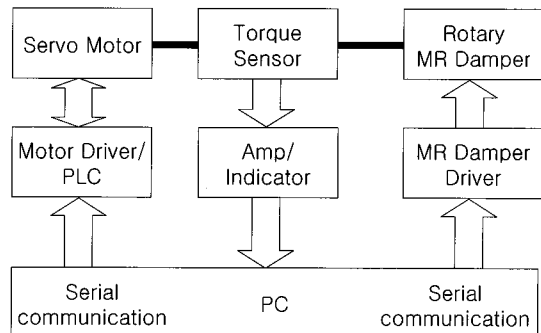 Servo Motor
Torque
Sensor
Rotary
MR Damper
Motor Driver/
PLC
Amp/
Indicator
MR Damper
Driver
Serial
communication
PC
Serial
communication